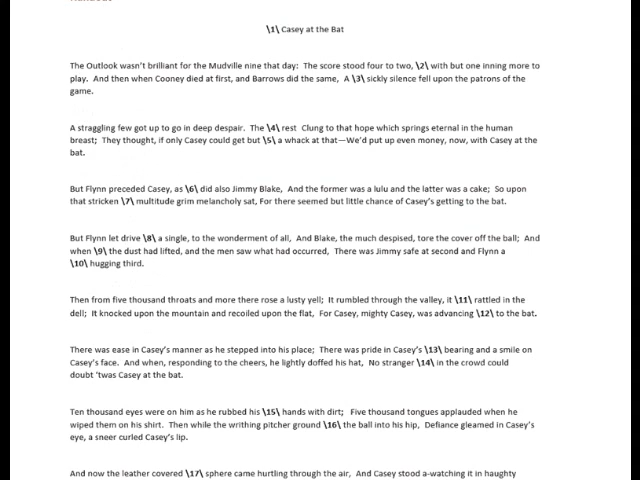 \1\ Casey at the Bat
The Outlook wasn't brilliant for the Mudville nine that day:  The score stood four to two, \2\ with but one inning more to
play.  And then when Cooney died at first, and Barrows did the same,  A \3\ sickly silence fell upon the patrons of the
game.
A straggling few got up to go in deep despair.  The \4\ rest  Clung to that hope which springs eternal in the human
breast;  They thought, if only Casey could get but \5\ a whack at that—We'd put up even money, now, with Casey at the
bat.
But Flynn preceded Casey, as \6\ did also Jimmy Blake,  And the former was a lulu and the latter was a cake;  So upon
that stricken \7\ multitude grim melancholy sat, For there seemed but little chance of Casey's getting to the bat.
But Flynn let drive \8\ a single, to the wonderment of all,  And Blake, the much despised, tore the cover off the ball;  And
when \9\ the dust had lifted, and the men saw what had occurred,  There was Jimmy safe at second and Flynn a
\10\ hugging third.
Then from five thousand throats and more there rose a lusty yell;  It rumbled through the valley, it \11\ rattled in the
dell;  It knocked upon the mountain and recoiled upon the flat,  For Casey, mighty Casey, was advancing \12\ to the bat.
There was ease in Casey's manner as he stepped into his place;  There was pride in Casey's \13\ bearing and a smile on
Casey's face.  And when, responding to the cheers, he lightly doffed his hat,  No stranger \14\ in the crowd could
doubt 'twas Casey at the bat.
Ten thousand eyes were on him as he rubbed his \15\ hands with dirt;   Five thousand tongues applauded when he
wiped them on his shirt.  Then while the writhing pitcher ground \16\ the ball into his hip,  Defiance gleamed in Casey's
eye, a sneer curled Casey's lip.
And now the leather covered \17\ sphere came hurtling through the air,  And Casey stood a-watching it in haughty